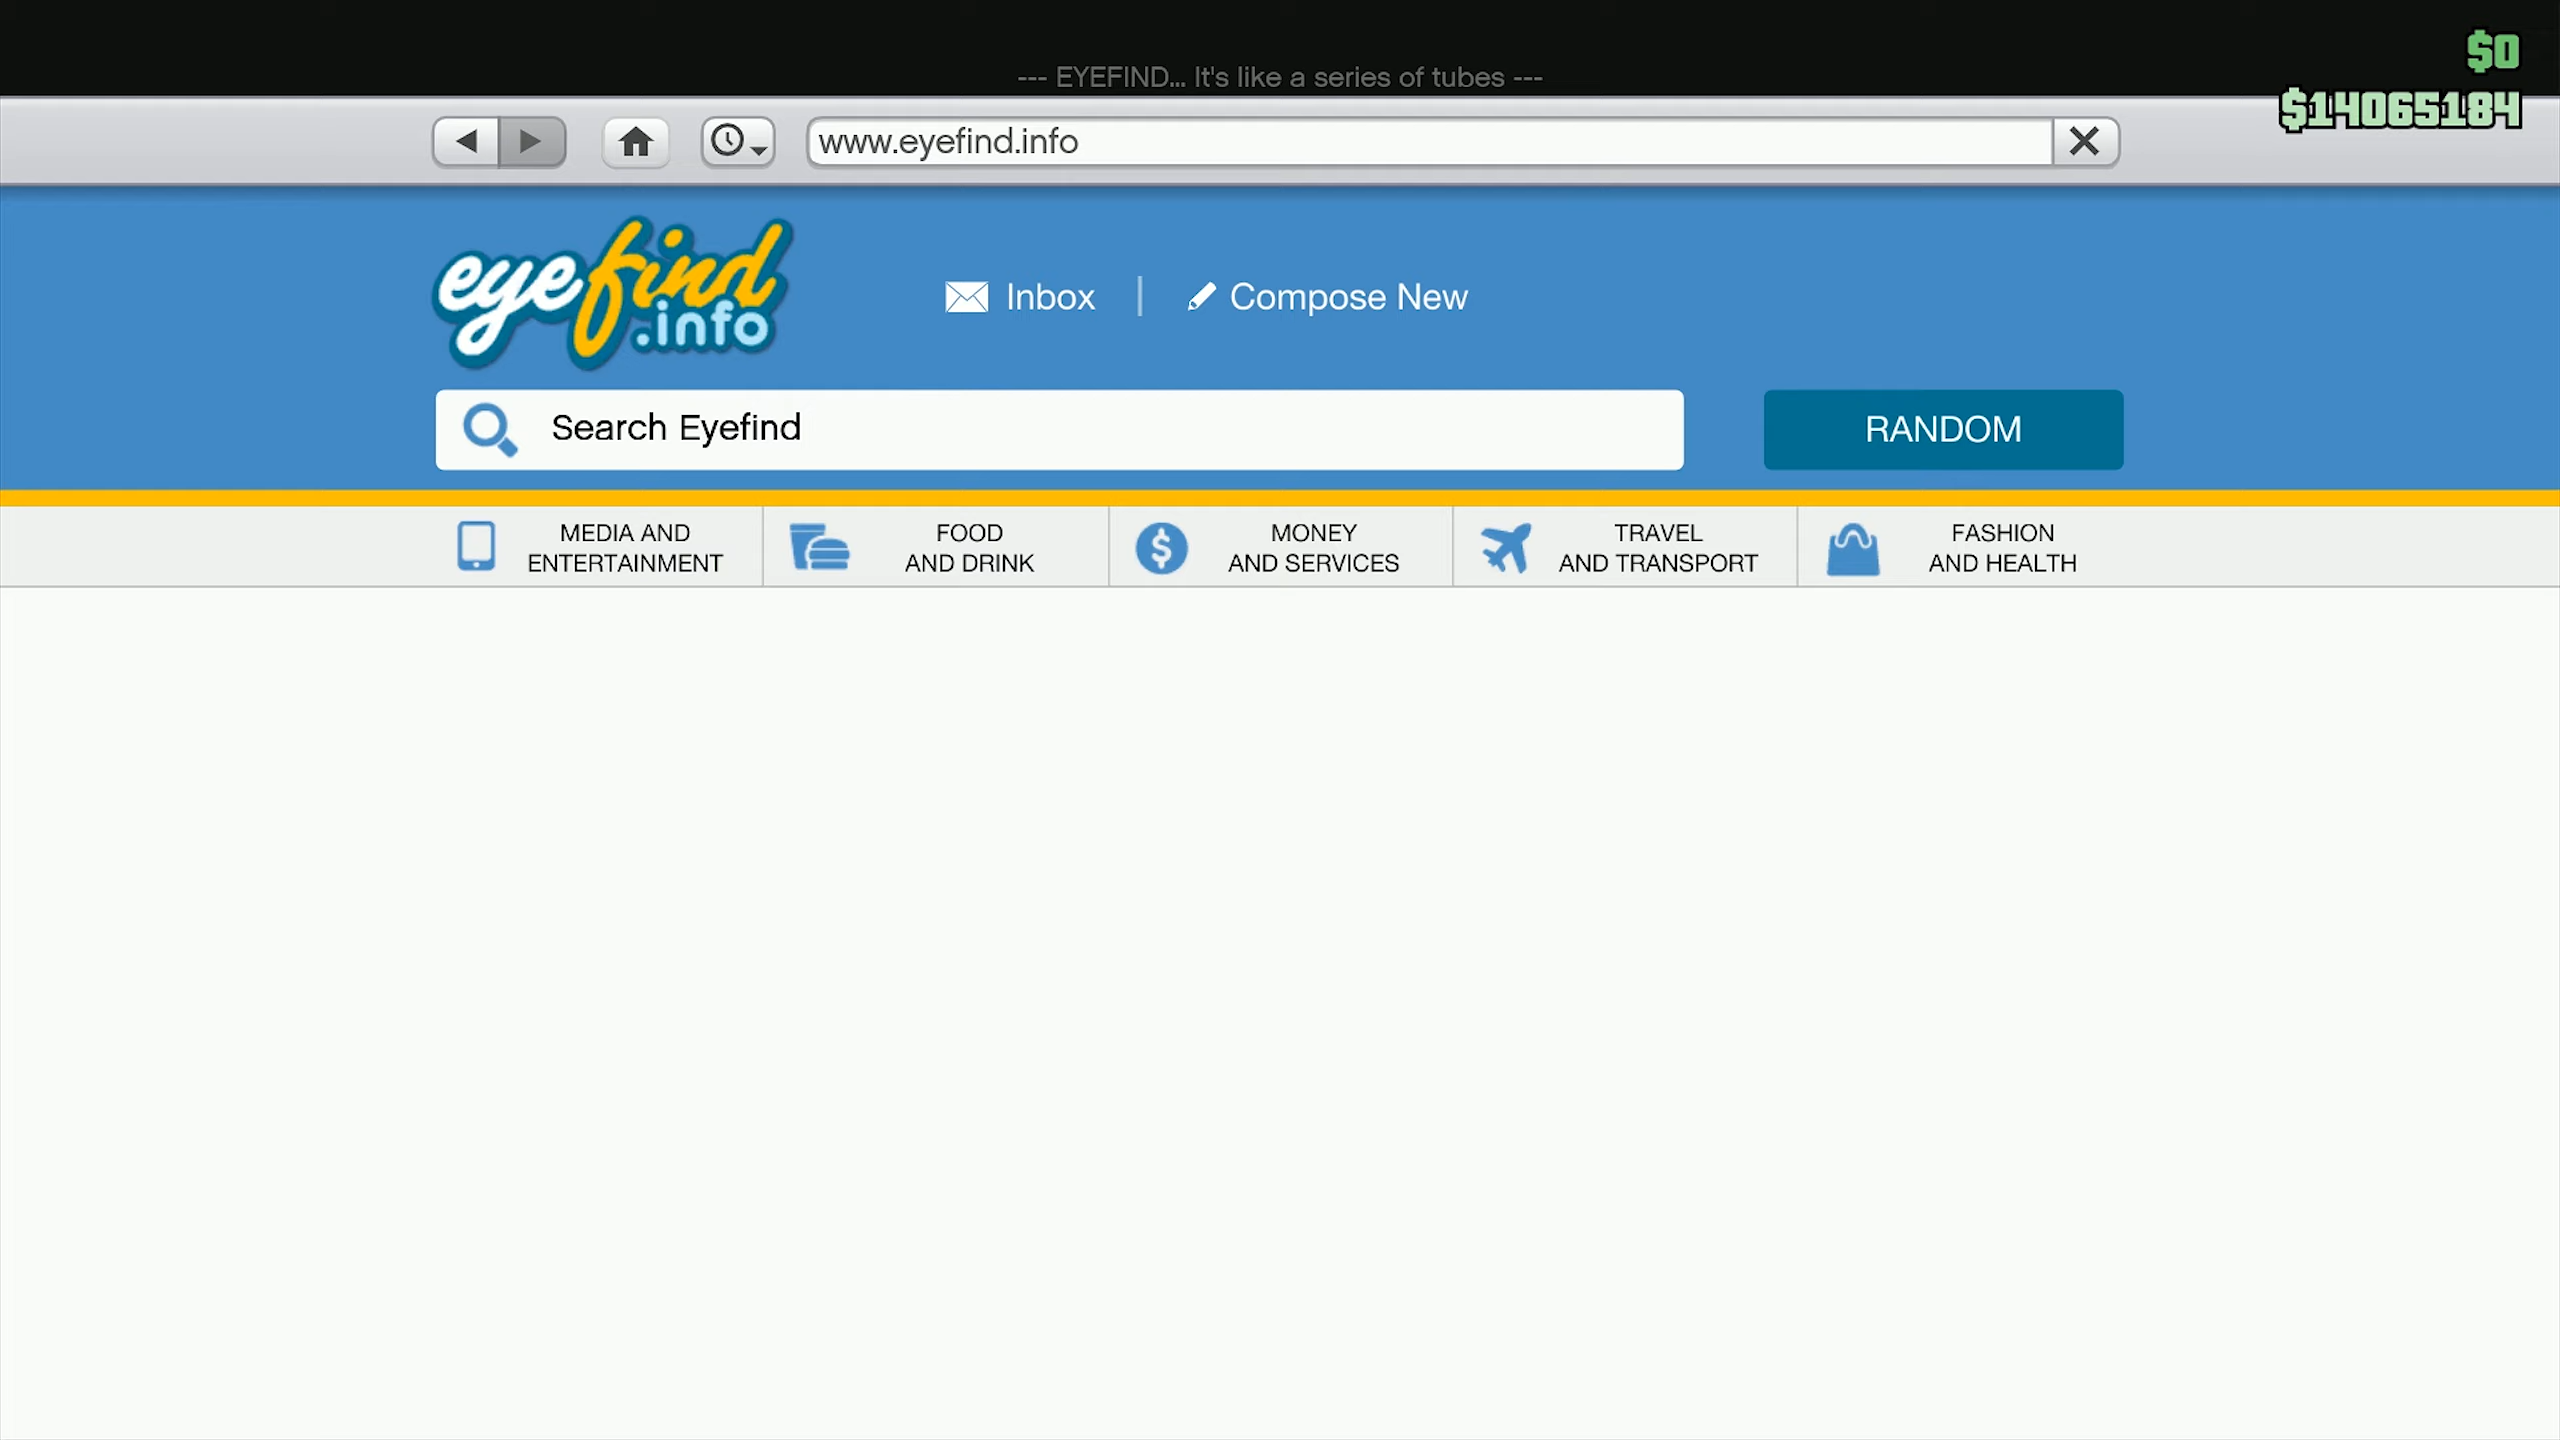 $0
--- EYEFIND... It's like a series of tubes ---
$14065184
www.eyefind.info
eyefind
.info
Inbox | Compose New
Search Eyefind
RANDOM
MEDIA AND
ENTERTAINMENT
FOOD
AND DRINK
MONEY
AND SERVICES
TRAVEL
AND TRANSPORT
FASHION
AND HEALTH